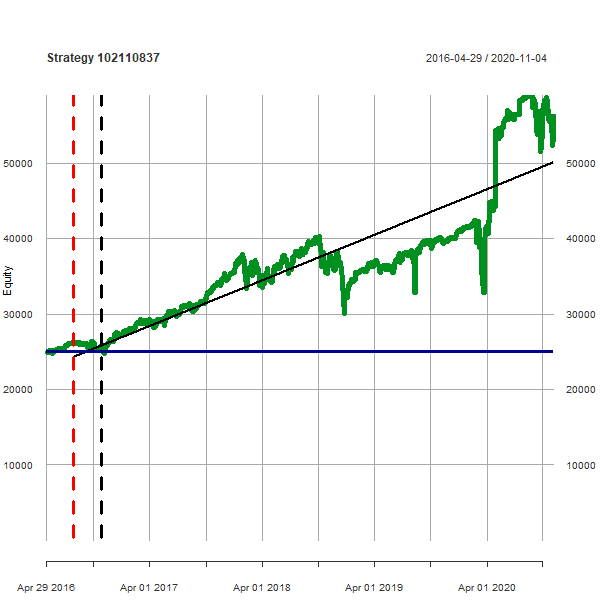 Strategy 102110837
2016-04-29 / 2020-11-04
50000
50000
40000
40000
Equity
30000
30000
20000
20000
10000
10000
Apr 29 2016
Apr 01 2017
Apr 01 2018
Apr 01 2019
Apr 01 2020